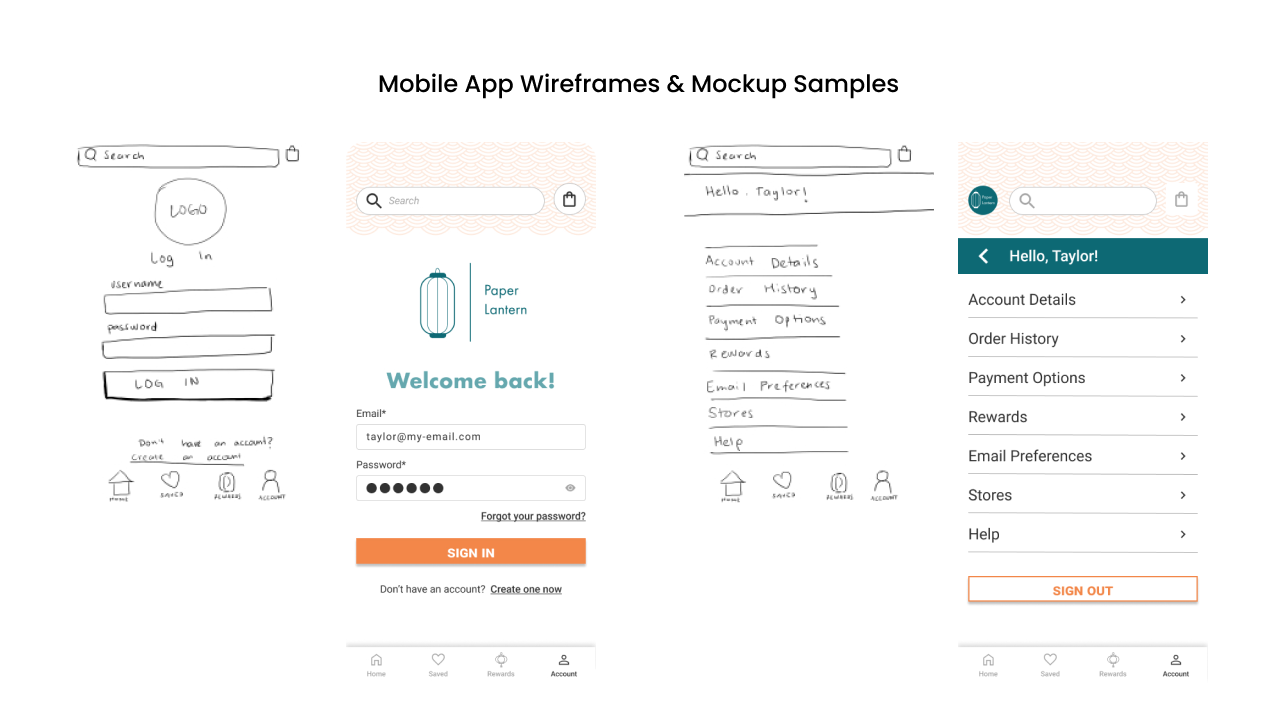 Mobile App Wireframes & Mockup Samples
Search
LOGO
Log In
username
password
LOG IN
Don't have an account?
Create an account
HOME
SAVED
REWARDS
ACCOUNT
Search
Paper
Lantern
Welcome back!
Email*
taylor@my-email.com
Password*
Forgot your password?
SIGN IN
Don't have an account? Create one now
Home
Saved
Rewards
Account
Search
Hello, Taylor!
Account Details
Order History
Payment Options
Rewards
Email Preferences
Stores
Help
HOME
SAVED
REWARDS
ACCOUNT
Paper
Lantern
Hello, Taylor!
Account Details
Order History
Payment Options
Rewards
Email Preferences
Stores
Help
SIGN OUT
Home
Saved
Rewards
Account